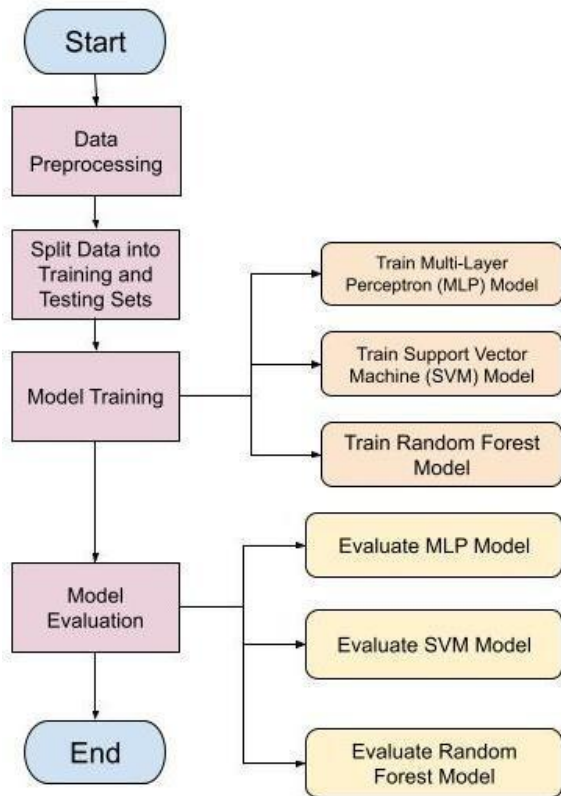 Start
Data
Preprocessing
Split Data into
Training and
Testing Sets
Train Multi-Layer
Perceptron (MLP) Model
Model Training
Train Support Vector
Machine (SVM) Model
Train Random Forest
Model
Model
Evaluation
Evaluate MLP Model
Evaluate SVM Model
Evaluate Random
Forest Model
End